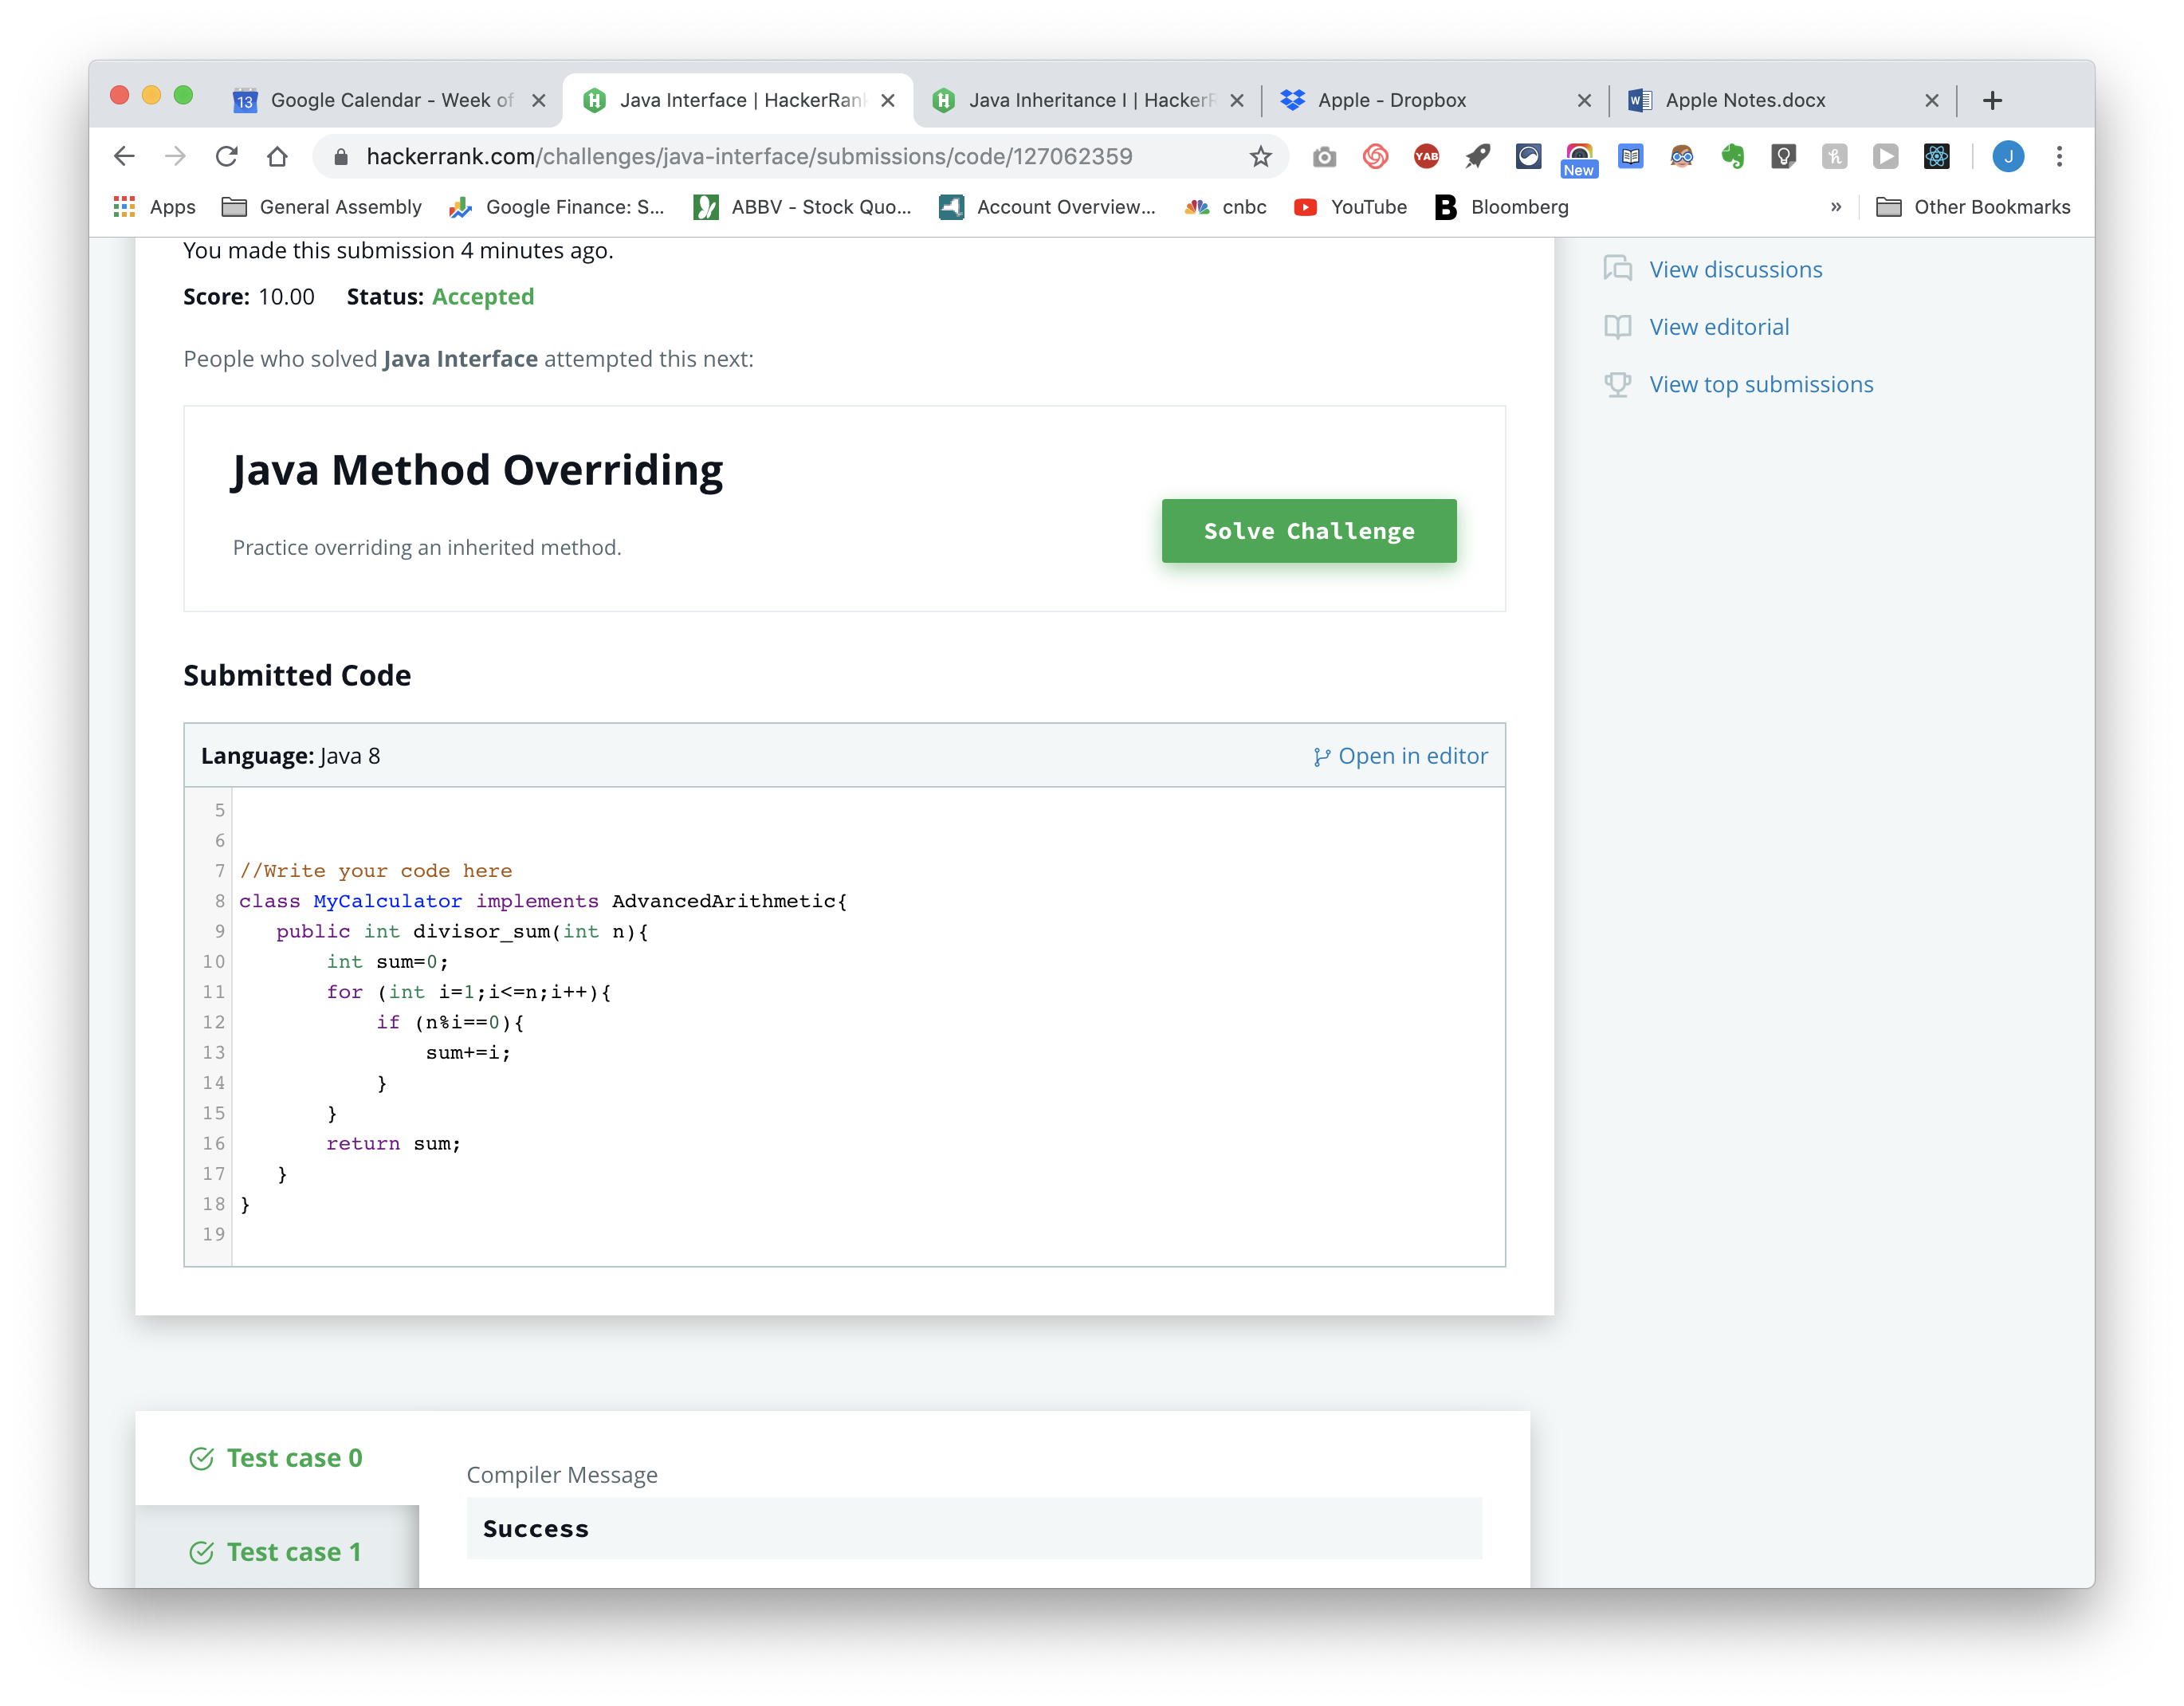 Google Calendar - Week of
Java Interface | HackerRan
Java Inheritance I | HackerR
Apple - Dropbox
Apple Notes.docx
13
hackerrank.com/challenges/java-interface/submissions/code/127062359
YAB
New
J
Apps
General Assembly
Google Finance: S...
ABBV - Stock Quo...
Account Overview...
cnbc
YouTube
B Bloomberg
»
Other Bookmarks
You made this submission 4 minutes ago.
Score: 10.00 Status: Accepted
People who solved Java Interface attempted this next:
Java Method Overriding
Practice overriding an inherited method.
Solve Challenge
View discussions
View editorial
View top submissions
Submitted Code
Language: Java 8
Open in editor
5
6
7 //Write your code here
8 class MyCalculator implements AdvancedArithmetic{
9 public int divisor_sum(int n){
10 int sum=0;
11 for (int i=1;i<=n;i++){
12 if (n%i==0){
13 sum+=i;
14 }
15 }
16 return sum;
17 }
18 }
19
Test case 0
Test case 1
Compiler Message
Success